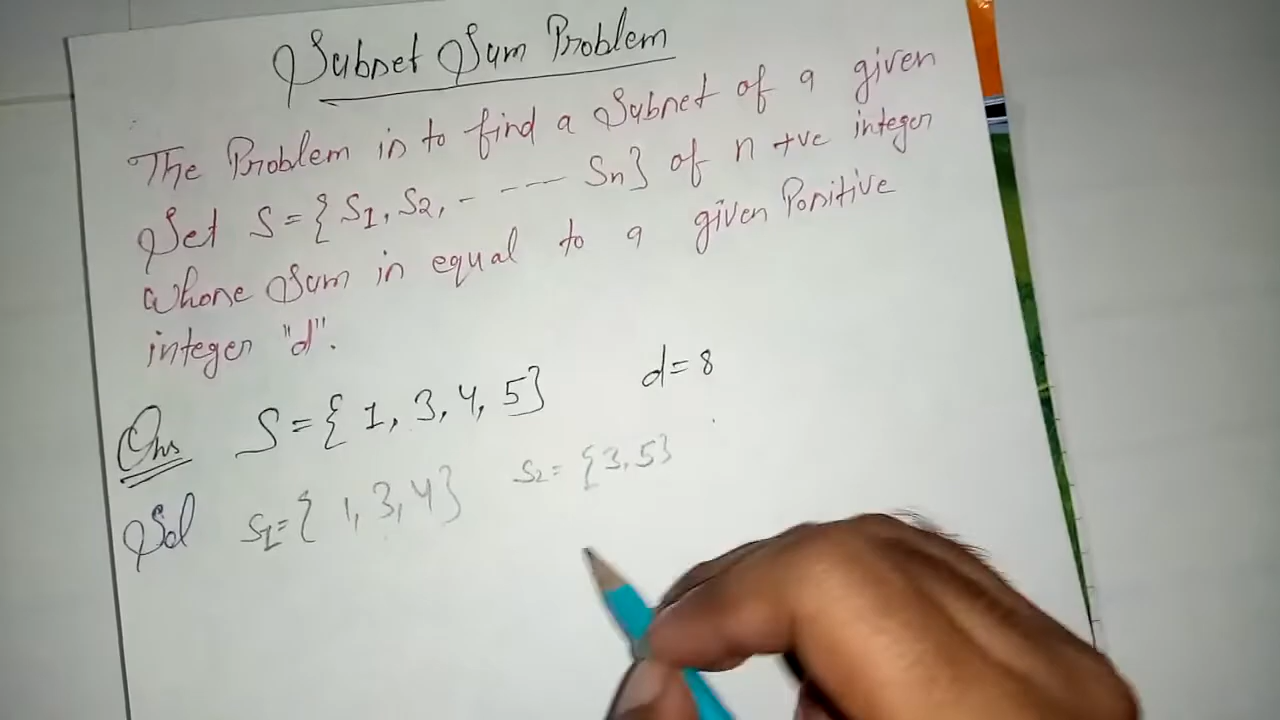 Subset Sum Problem
The Problem is to find a Subset of a given
Set S = {S1, S2, - --- Sn} of n +ve integer
whose Sum is equal to a given Positive
integer "d".
Qns S = {1, 3, 4, 5} d = 8
Sol S1 = {1, 3, 4} S2 = {3, 5}